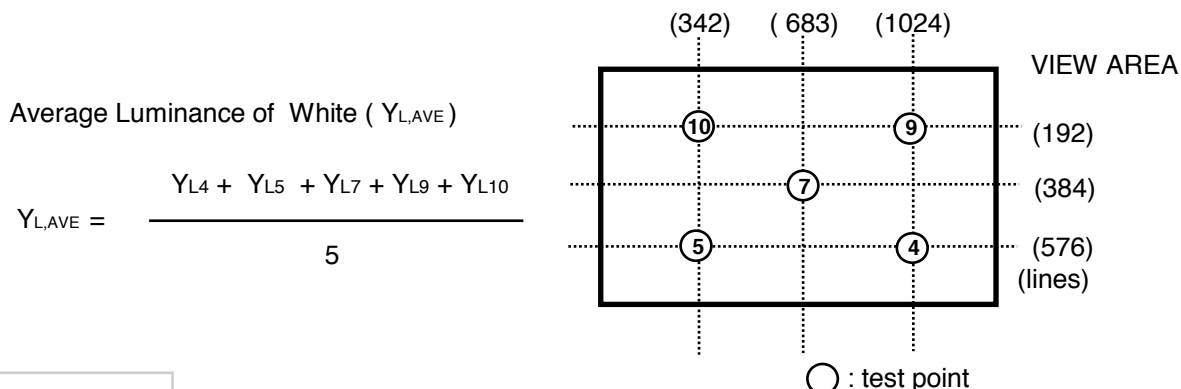 (342) ( 683) (1024)
VIEW AREA
Average Luminance of White ( YL,AVE )
10 9 (192)
YL4 + YL5 + YL7 + YL9 + YL10
7 (384)
YL,AVE =
5
5 4 (576)
(lines)
: test point